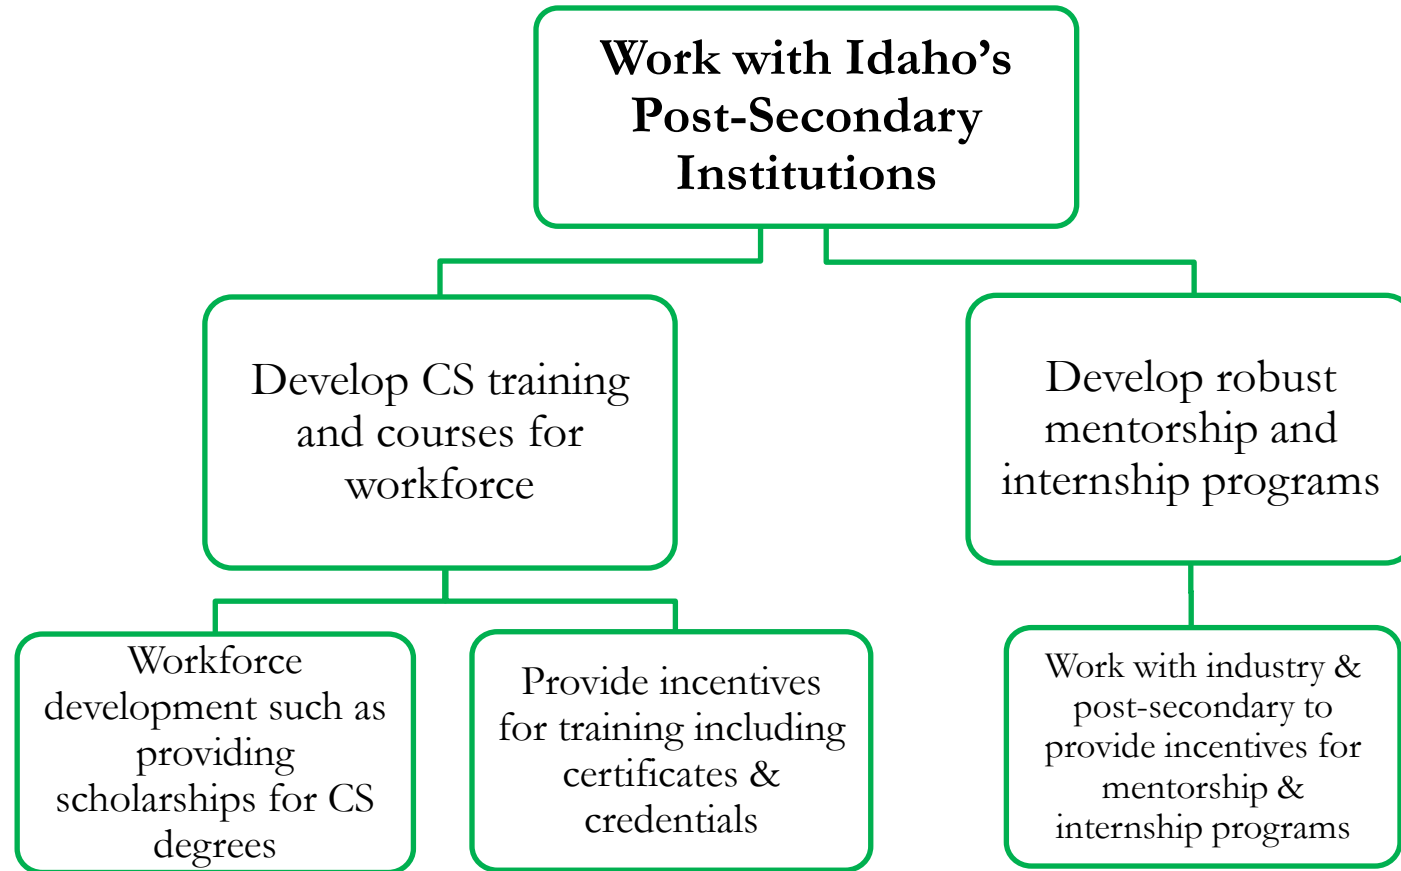 Work with Idaho’s
Post-Secondary
Institutions
Develop CS training
and courses for
workforce
Develop robust
mentorship and
internship programs
Workforce
development such as
providing
scholarships for CS
degrees
Provide incentives
for training including
certificates &
credentials
Work with industry &
post-secondary to
provide incentives for
mentorship &
internship programs